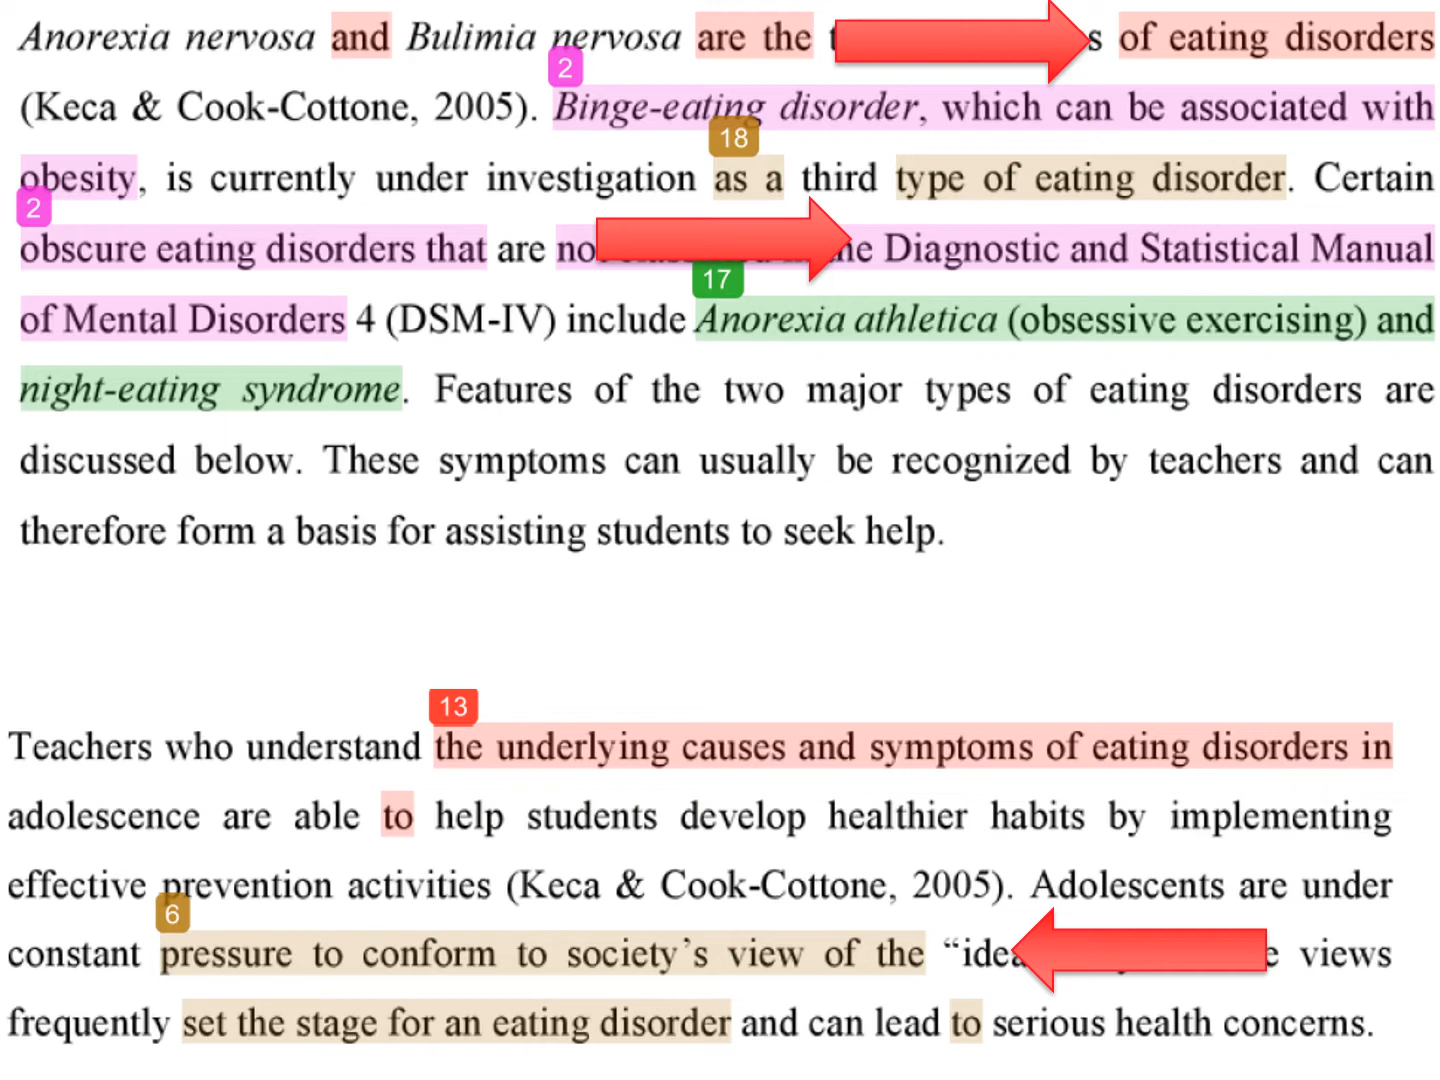 Anorexia nervosa and Bulimia nervosa are the of eating disorders
2
(Keca & Cook-Cottone, 2005). Binge-eating disorder, which can be associated with
18
obesity, is currently under investigation as a third type of eating disorder. Certain
2
obscure eating disorders that are Diagnostic and Statistical Manual
17
of Mental Disorders 4 (DSM-IV) include Anorexia athletica (obsessive exercising) and
night-eating syndrome. Features of the two major types of eating disorders are
discussed below. These symptoms can usually be recognized by teachers and can
therefore form a basis for assisting students to seek help.
13
Teachers who understand the underlying causes and symptoms of eating disorders in
adolescence are able to help students develop healthier habits by implementing
effective prevention activities (Keca & Cook-Cottone, 2005). Adolescents are under
6
constant pressure to conform to society's view of the views
frequently set the stage for an eating disorder and can lead to serious health concerns.